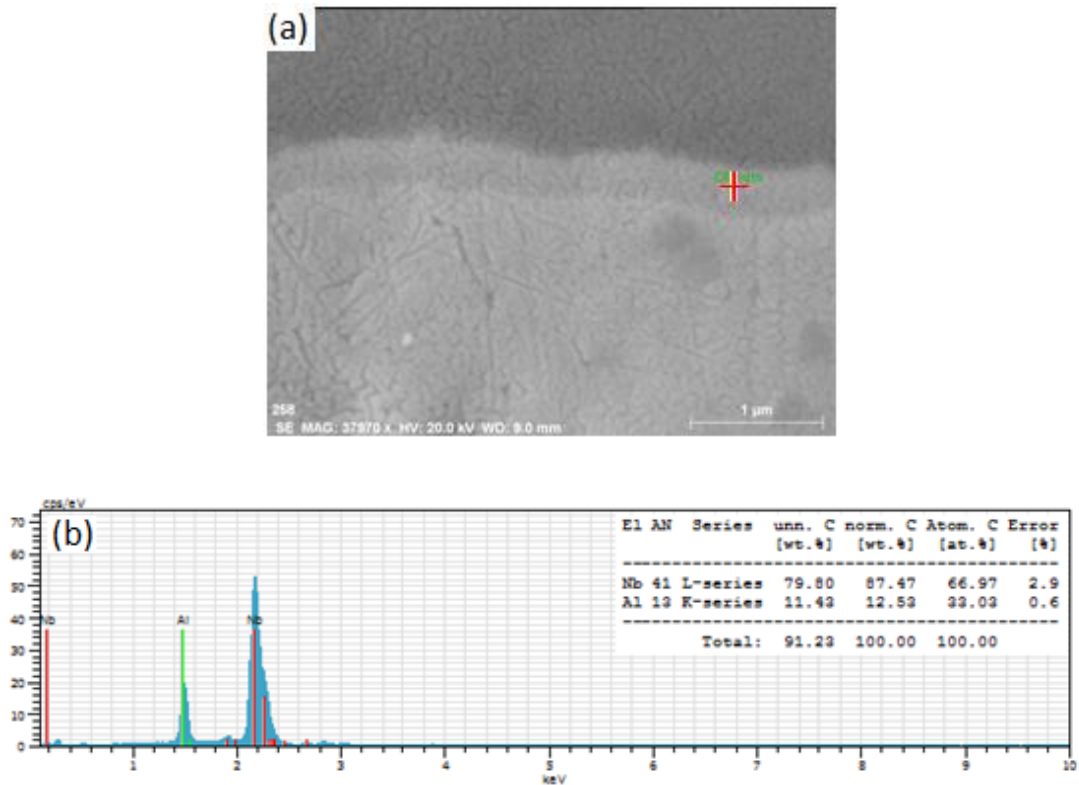 (a)
258
SE MAG: 37870 x HV: 20.0 kV WD: 9.0 mm
1 µm
(b)
cps/eV
70
60
50
40
30
20
10
0
Nb Al Nb
1 2 3 4 5 6 7 8 9 10
keV
El AN Series unn. C norm. C Atom. C Error
[wt.%] [wt.%] [at.%] [%]
Nb 41 L-series 79.80 87.47 66.97 2.9
Al 13 K-series 11.43 12.53 33.03 0.6
Total: 91.23 100.00 100.00